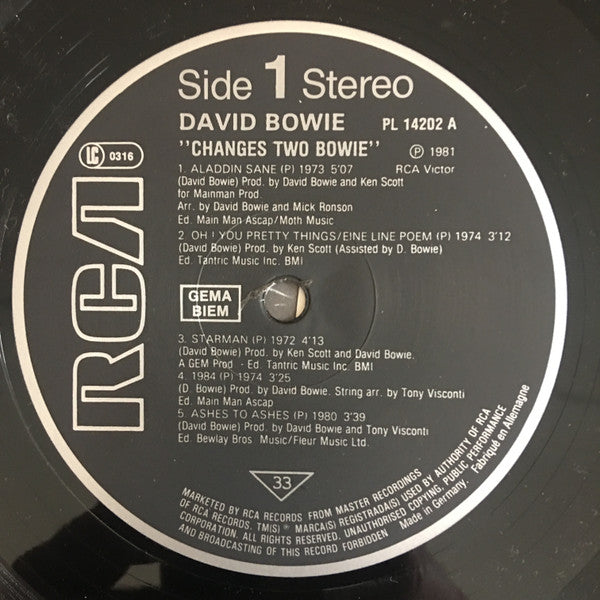 Side 1 Stereo
DAVID BOWIE PL 14202 A
"CHANGES TWO BOWIE" Ⓟ 1981
LC 0316
1. ALADDIN SANE (P) 1973 5'07 RCA Victor
(David Bowie) Prod. by David Bowie and Ken Scott
for Mainman Prod.
Arr. by David Bowie and Mick Ronson
Ed. Main Man Ascap/Moth Music
2. OH ! YOU PRETTY THINGS/EINE LINE POEM (P) 1974 3'12
(David Bowie) Prod. by Ken Scott (Assisted by D. Bowie)
Ed. Tantric Music Inc. BMI
RCA
GEMA
BIEM
3. STARMAN (P) 1972 4'13
(David Bowie) Prod. by Ken Scott and David Bowie.
A GEM Prod - Ed. Tantric Music Inc. BMI
4. 1984 (P) 1974 3'25
(D. Bowie) Prod. by David Bowie. String arr. by Tony Visconti
Ed. Main Man Ascap
5. ASHES TO ASHES (P) 1980 3'39
(David Bowie) Prod. by David Bowie and Tony Visconti
Ed. Bewlay Bros. Music/Fleur Music Ltd.
33
MARKETED BY RCA RECORDS FROM MASTER RECORDINGS
OF RCA RECORDS. TM(S) ® MARCA(S) REGISTRADA(S) USED BY AUTHORITY OF RCA
CORPORATION. ALL RIGHTS RESERVED. UNAUTHORISED COPYING, PUBLIC PERFORMANCE
AND BROADCASTING OF THIS RECORD FORBIDDEN Made in Germany. Fabriqué en Allemagne